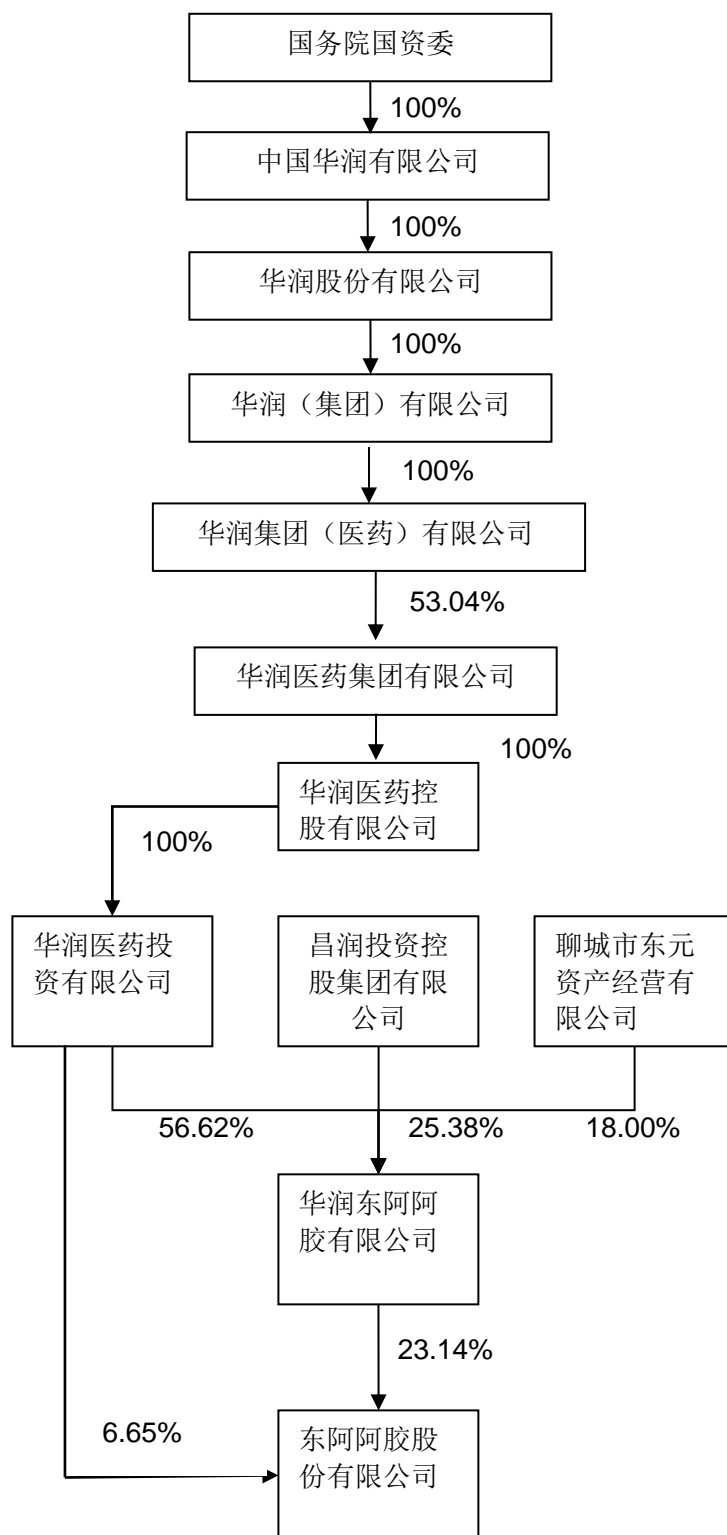 国务院国资委
100%
中国华润有限公司
100%
华润股份有限公司
100%
华润（集团）有限公司
100%
华润集团（医药）有限公司
53.04%
华润医药集团有限公司
100%
华润医药控
股有限公司
100%
华润医药投
资有限公司
昌润投资控
股集团有限
公司
聊城市东元
资产经营有
限公司
56.62%
25.38%
18.00%
华润东阿阿
胶有限公司
23.14%
6.65%
东阿阿胶股
份有限公司